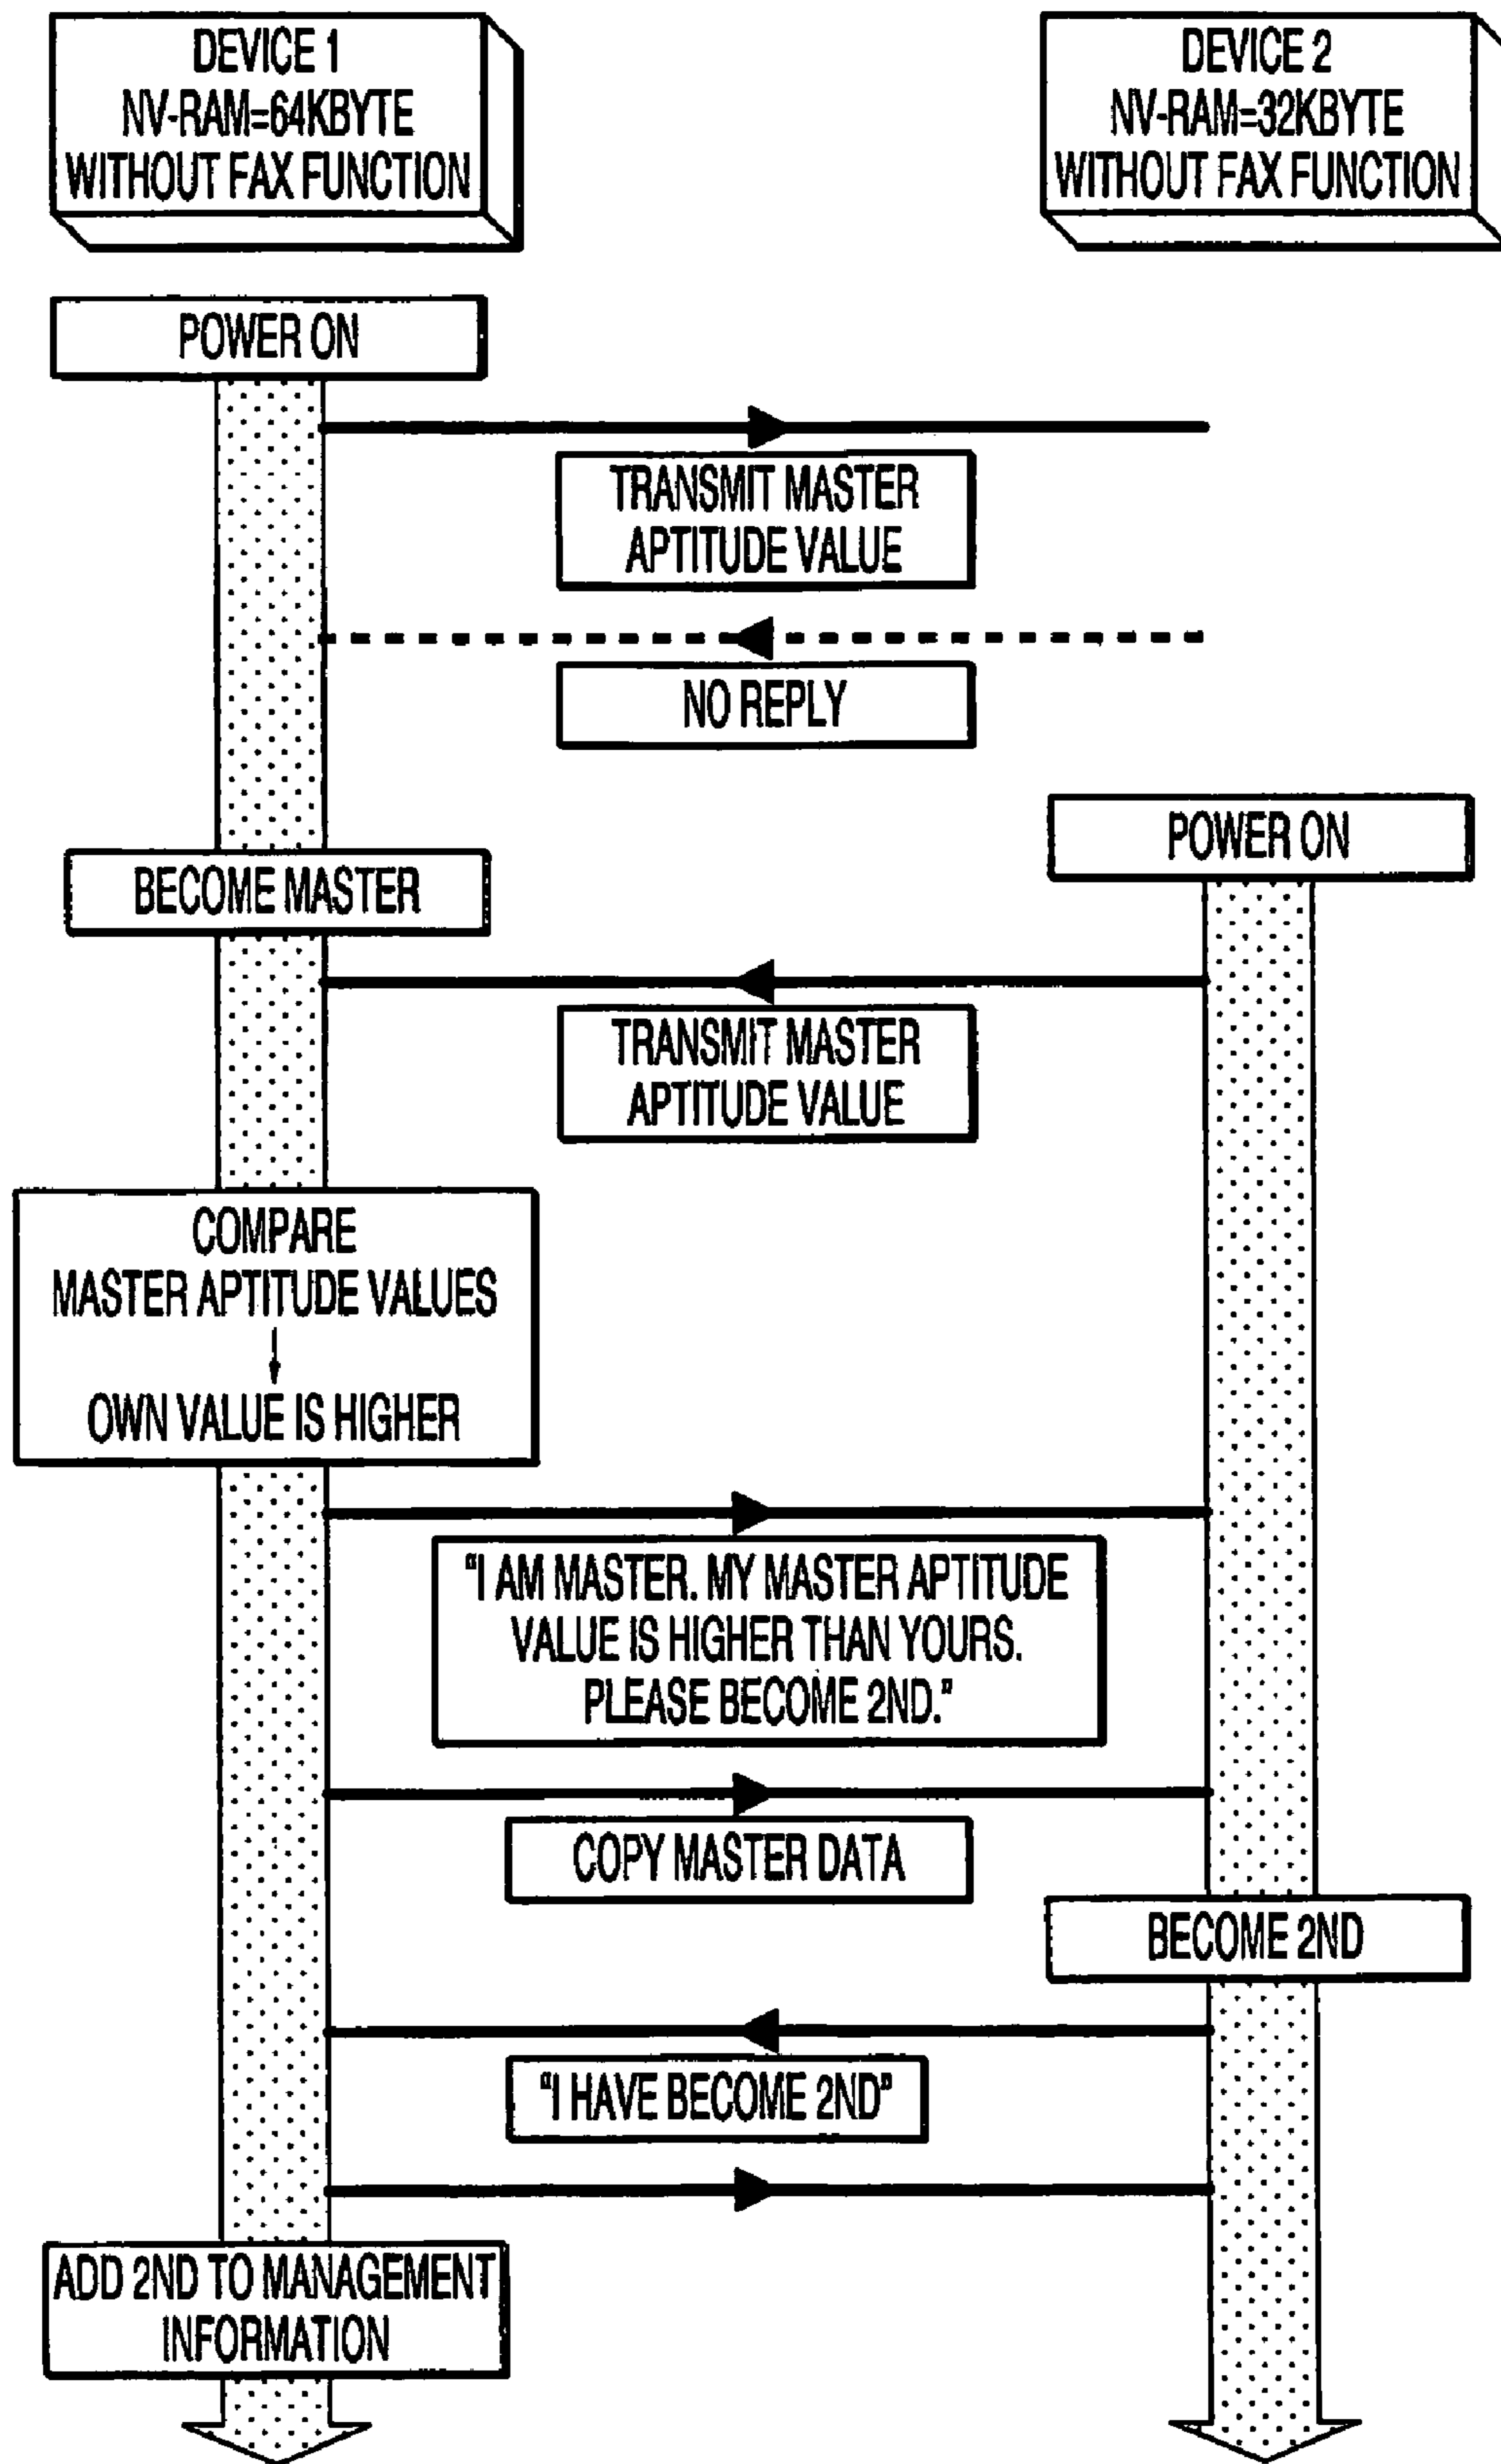 DEVICE 1
NV-RAM=64KBYTE
WITHOUT FAX FUNCTION
DEVICE 2
NV-RAM=32KBYTE
WITHOUT FAX FUNCTION
POWER ON
TRANSMIT MASTER
APTITUDE VALUE
NO REPLY
POWER ON
BECOME MASTER
TRANSMIT MASTER
APTITUDE VALUE
COMPARE
MASTER APTITUDE VALUES
OWN VALUE IS HIGHER
"I AM MASTER. MY MASTER APTITUDE
VALUE IS HIGHER THAN YOURS.
PLEASE BECOME 2ND."
COPY MASTER DATA
BECOME 2ND
"I HAVE BECOME 2ND"
ADD 2ND TO MANAGEMENT
INFORMATION